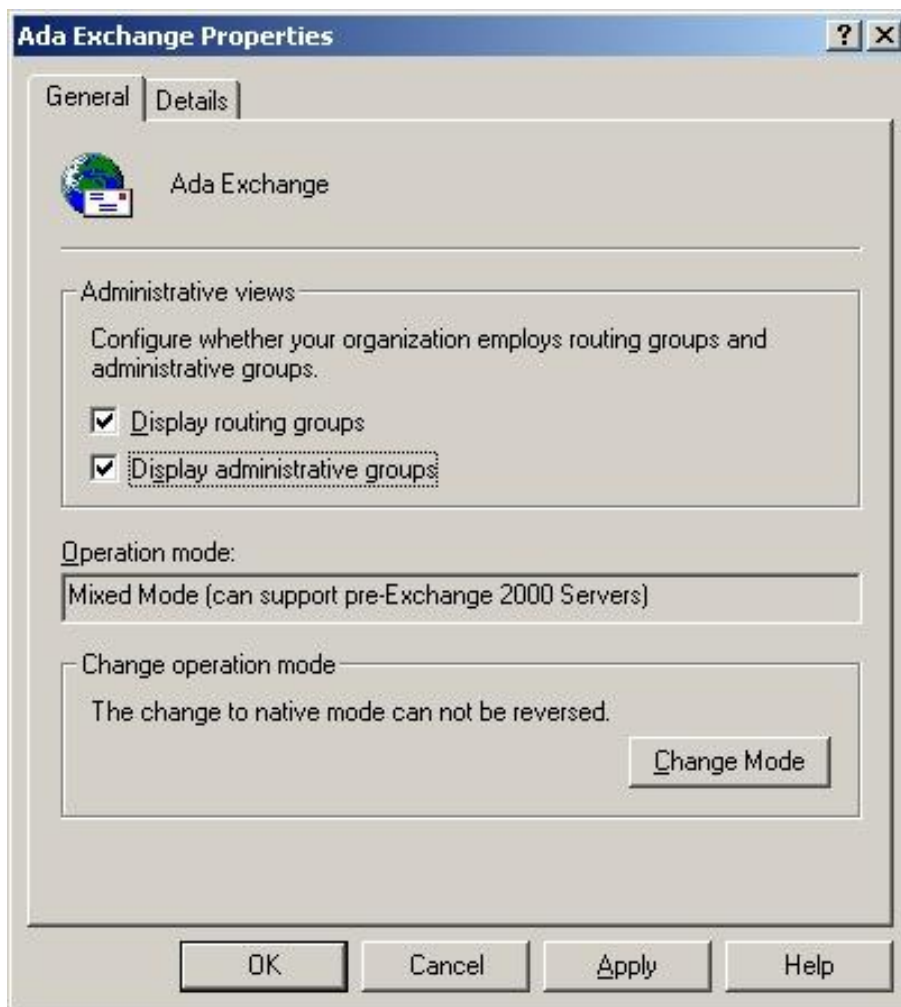 Ada Exchange Properties
General
Details
Ada Exchange
Administrative views
Configure whether your organization employs routing groups and
administrative groups.
Display routing groups
Display administrative groups
Operation mode:
Mixed Mode (can support pre-Exchange 2000 Servers)
Change operation mode
The change to native mode can not be reversed.
Change Mode
OK
Cancel
Apply
Help